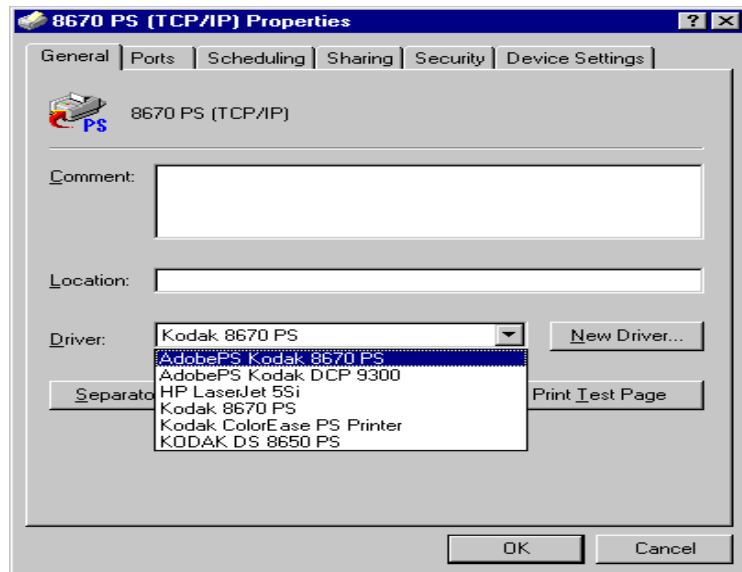 8670 PS (TCP/IP) Properties
General Ports Scheduling Sharing Security Device Settings
PS 8670 PS (TCP/IP)
Comment:
Location:
Driver: Kodak 8670 PS New Driver...
AdobePS Kodak 8670 PS
AdobePS Kodak DCP 9300
HP LaserJet 5Si
Kodak 8670 PS
Kodak ColorEase PS Printer
KODAK DS 8650 PS
Separato Print Test Page
OK Cancel